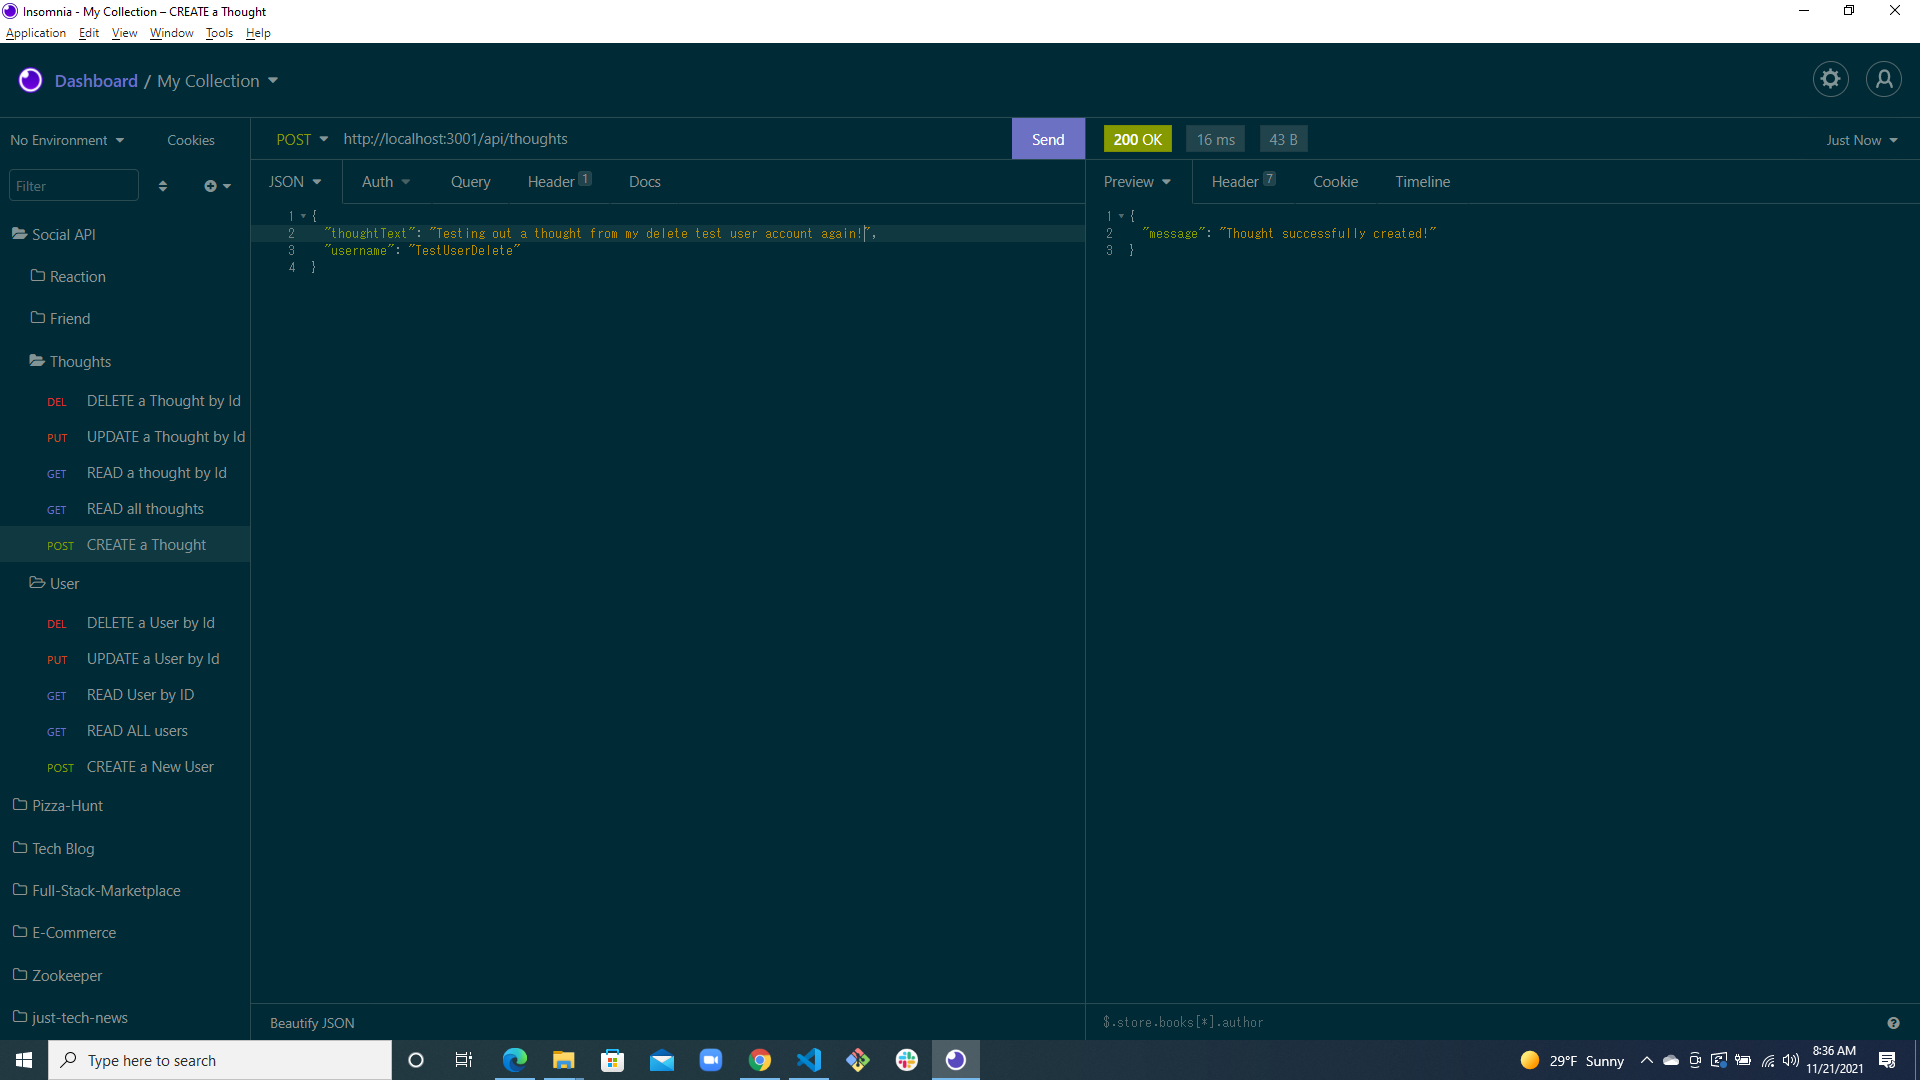 Insomnia - My Collection – CREATE a Thought
Application Edit View Window Tools Help
Dashboard / My Collection
No Environment Cookies
POST http://localhost:3001/api/thoughts Send
200 OK 16 ms 43 B Just Now
Filter
JSON Auth Query Header 1 Docs
Preview Header 7 Cookie Timeline
1 {
2 "thoughtText": "Testing out a thought from my delete test user account again!",
3 "username": "TestUserDelete"
4 }
1 {
2 "message": "Thought successfully created!"
3 }
Social API
Reaction
Friend
Thoughts
DEL DELETE a Thought by Id
PUT UPDATE a Thought by Id
GET READ a thought by Id
GET READ all thoughts
POST CREATE a Thought
User
DEL DELETE a User by Id
PUT UPDATE a User by Id
GET READ User by ID
GET READ ALL users
POST CREATE a New User
Pizza-Hunt
Tech Blog
Full-Stack-Marketplace
E-Commerce
Zookeeper
just-tech-news
Beautify JSON
$.store.books[*].author
Type here to search
29°F Sunny
8:36 AM
11/21/2021